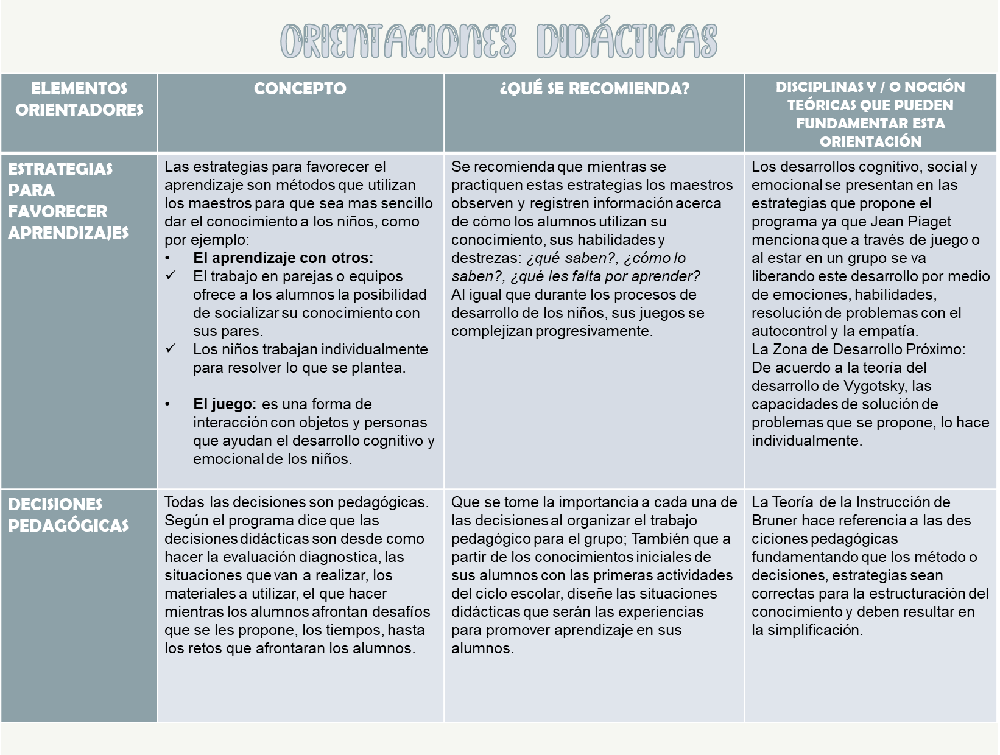 ORIENTACIONES DIDÁCTICAS
ELEMENTOS
ORIENTADORES
CONCEPTO
¿QUÉ SE RECOMIENDA?
DISCIPLINAS Y / O NOCIÓN
TEÓRICAS QUE PUEDEN
FUNDAMENTAR ESTA
ORIENTACIÓN
ESTRATEGIAS
PARA
FAVORECER
APRENDIZAJES
Las estrategias para favorecer el
aprendizaje son métodos que utilizan
los maestros para que sea mas sencillo
dar el conocimiento a los niños, como
por ejemplo:
• El aprendizaje con otros:
✓ El trabajo en parejas o equipos
ofrece a los alumnos la posibilidad
de socializar su conocimiento con
sus pares.
✓ Los niños trabajan individualmente
para resolver lo que se plantea.
• El juego: es una forma de
interacción con objetos y personas
que ayudan el desarrollo cognitivo y
emocional de los niños.
Se recomienda que mientras se
practiquen estas estrategias los maestros
observen y registren información acerca
de cómo los alumnos utilizan su
conocimiento, sus habilidades y
destrezas: ¿qué saben?, ¿cómo lo
saben?, ¿qué les falta por aprender?
Al igual que durante los procesos de
desarrollo de los niños, sus juegos se
complejizan progresivamente.
Los desarrollos cognitivo, social y
emocional se presentan en las
estrategias que propone el
programa ya que Jean Piaget
menciona que a través de juego o
al estar en un grupo se va
liberando este desarrollo por medio
de emociones, habilidades,
resolución de problemas con el
autocontrol y la empatía.
La Zona de Desarrollo Próximo:
De acuerdo a la teoría del
desarrollo de Vygotsky, las
capacidades de solución de
problemas que se propone, lo hace
individualmente.
DECISIONES
PEDAGÓGICAS
Todas las decisiones son pedagógicas.
Según el programa dice que las
decisiones didácticas son desde como
hacer la evaluación diagnostica, las
situaciones que van a realizar, los
materiales a utilizar, el que hacer
mientras los alumnos afrontan desafíos
que se les propone, los tiempos, hasta
los retos que afrontaran los alumnos.
Que se tome la importancia a cada una de
las decisiones al organizar el trabajo
pedagógico para el grupo; También que a
partir de los conocimientos iniciales de
sus alumnos con las primeras actividades
del ciclo escolar, diseñe las situaciones
didácticas que serán las experiencias
para promover aprendizaje en sus
alumnos.
La Teoría de la Instrucción de
Bruner hace referencia a las des
ciciones pedagógicas
fundamentando que los método o
decisiones, estrategias sean
correctas para la estructuración del
conocimiento y deben resultar en
la simplificación.